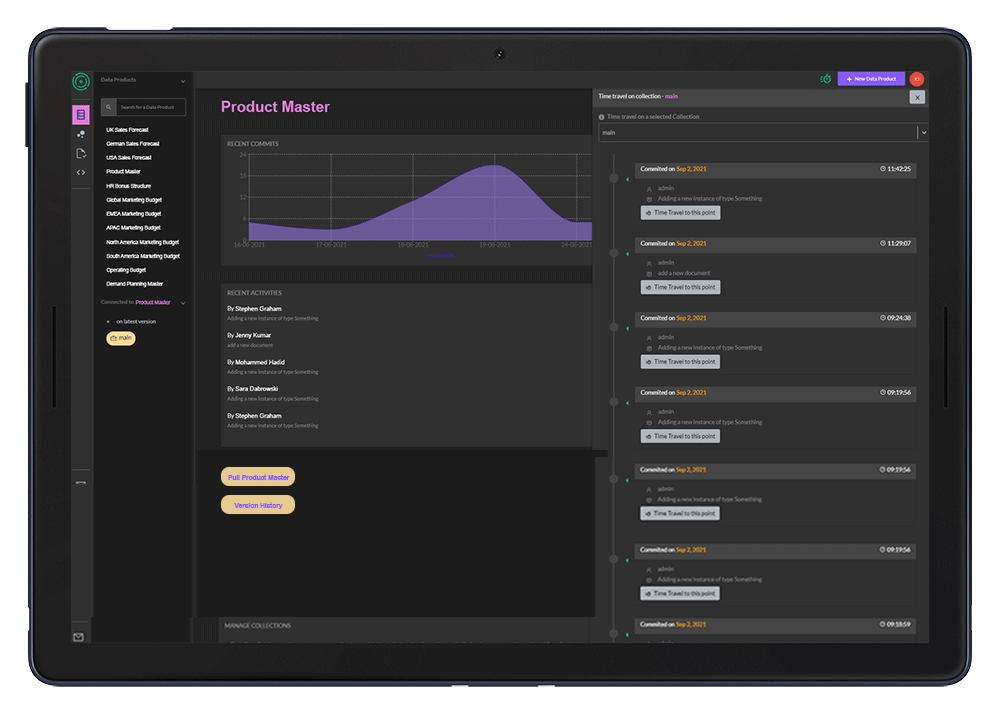 Data Products
Search for a Data Product
UK Sales Forecast
German Sales Forecast
USA Sales Forecast
Product Master
HR Bonus Structure
Global Marketing Budget
EMEA Marketing Budget
APAC Marketing Budget
North America Marketing Budget
South America Marketing Budget
Operating Budget
Demand Planning Master
Connected to Product Master
on latest version
main
+ New Data Product
Product Master
RECENT COMMITS
24
18
12
6
0
16-08-2021
17-08-2021
18-08-2021
19-08-2021
24-08-2021
RECENT ACTIVITIES
By Stephen Graham
Adding a new instance of type Something
By Jenny Kumar
add a new document
By Mohammed Hadid
Adding a new instance of type Something
By Sara Dabrowski
Adding a new instance of type Something
By Stephen Graham
Adding a new instance of type Something
Pull Product Master
Version History
MANAGE COLLECTIONS
Time travel on collection - main
x
Time travel on a selected Collection
main
Commited on Sep 2, 2021 11:42:25
admin
Adding a new instance of type Something
Time Travel to this point
Commited on Sep 2, 2021 11:29:07
admin
add a new document
Time Travel to this point
Commited on Sep 2, 2021 09:24:38
admin
Adding a new instance of type Something
Time Travel to this point
Commited on Sep 2, 2021 09:19:56
admin
Adding a new instance of type Something
Time Travel to this point
Commited on Sep 2, 2021 09:19:56
admin
Adding a new instance of type Something
Time Travel to this point
Commited on Sep 2, 2021 09:19:56
admin
Adding a new instance of type Something
Time Travel to this point
Commited on Sep 2, 2021 09:18:59